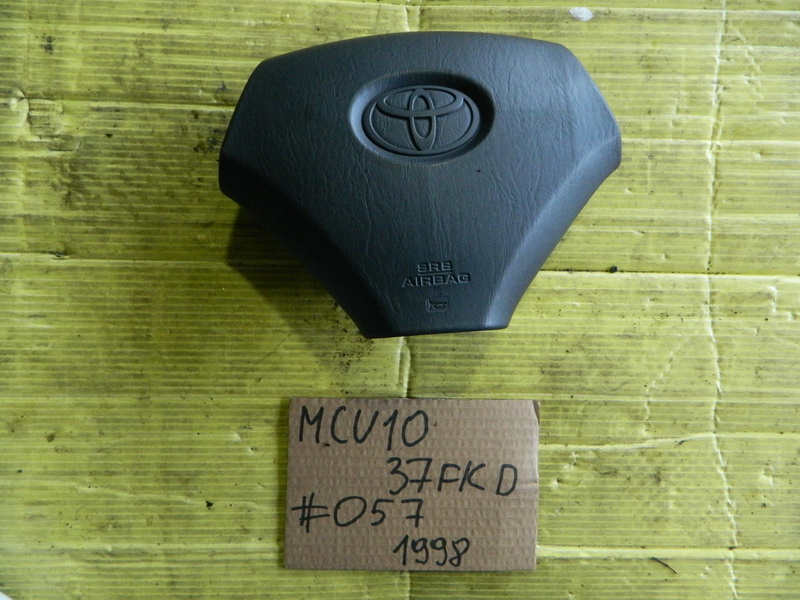 SRS
AIRBAG
MCV10
37FKD
#057
1998